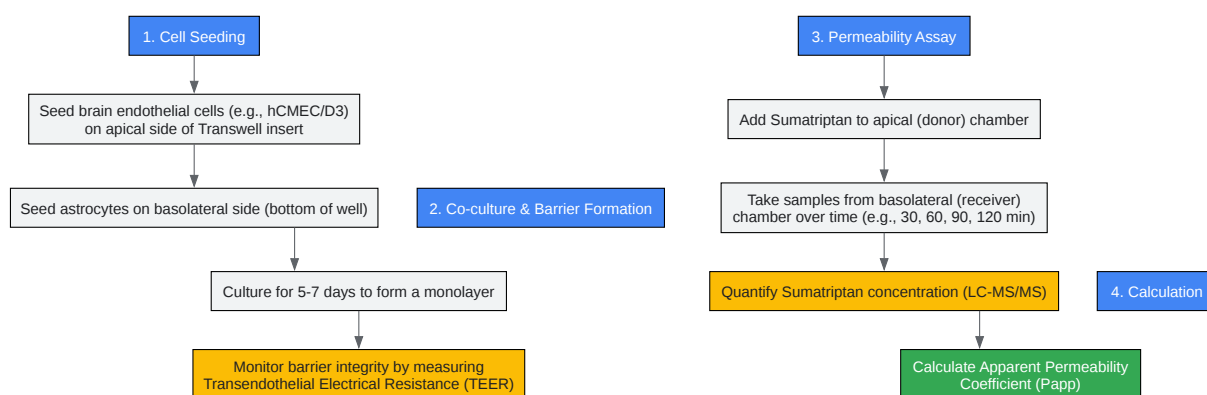 1. Cell Seeding
Seed brain endothelial cells (e.g., hCMEC/D3)
on apical side of Transwell insert
Seed astrocytes on basolateral side (bottom of well)
2. Co-culture & Barrier Formation
Culture for 5-7 days to form a monolayer
Monitor barrier integrity by measuring
Transendothelial Electrical Resistance (TEER)
3. Permeability Assay
Add Sumatriptan to apical (donor) chamber
Take samples from basolateral (receiver)
chamber over time (e.g., 30, 60, 90, 120 min)
Quantify Sumatriptan concentration (LC-MS/MS)
4. Calculation
Calculate Apparent Permeability
Coefficient (Papp)